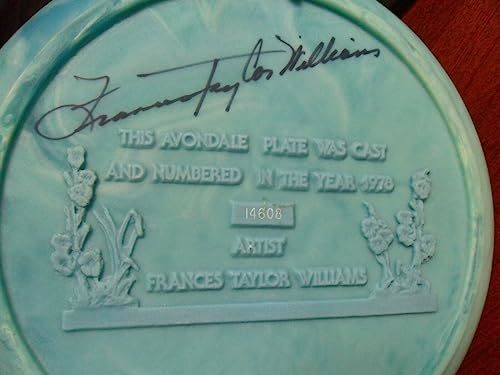 Frances Taylor Williams
THIS AVONDALE PLATE WAS CAST
AND NUMBERED IN THE YEAR 1978
14608
ARTIST
FRANCES TAYLOR WILLIAMS